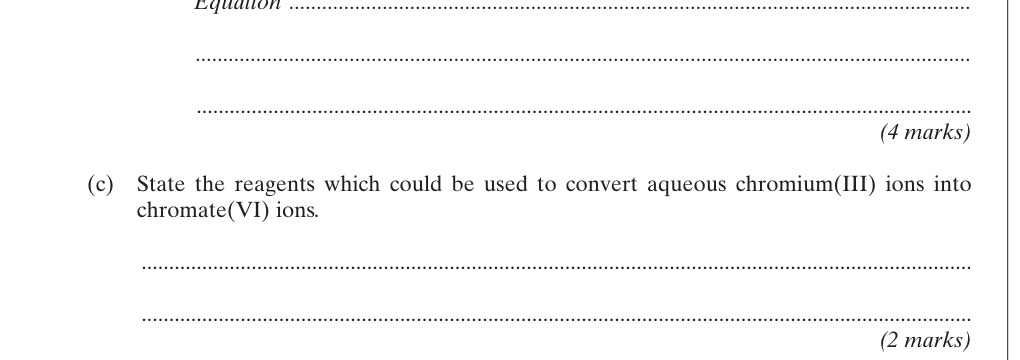 Equation ........................................................................................................................
........................................................................................................................................
........................................................................................................................................
(4 marks)
(c) State the reagents which could be used to convert aqueous chromium(III) ions into
chromate(VI) ions.
..................................................................................................................................................
..................................................................................................................................................
(2 marks)